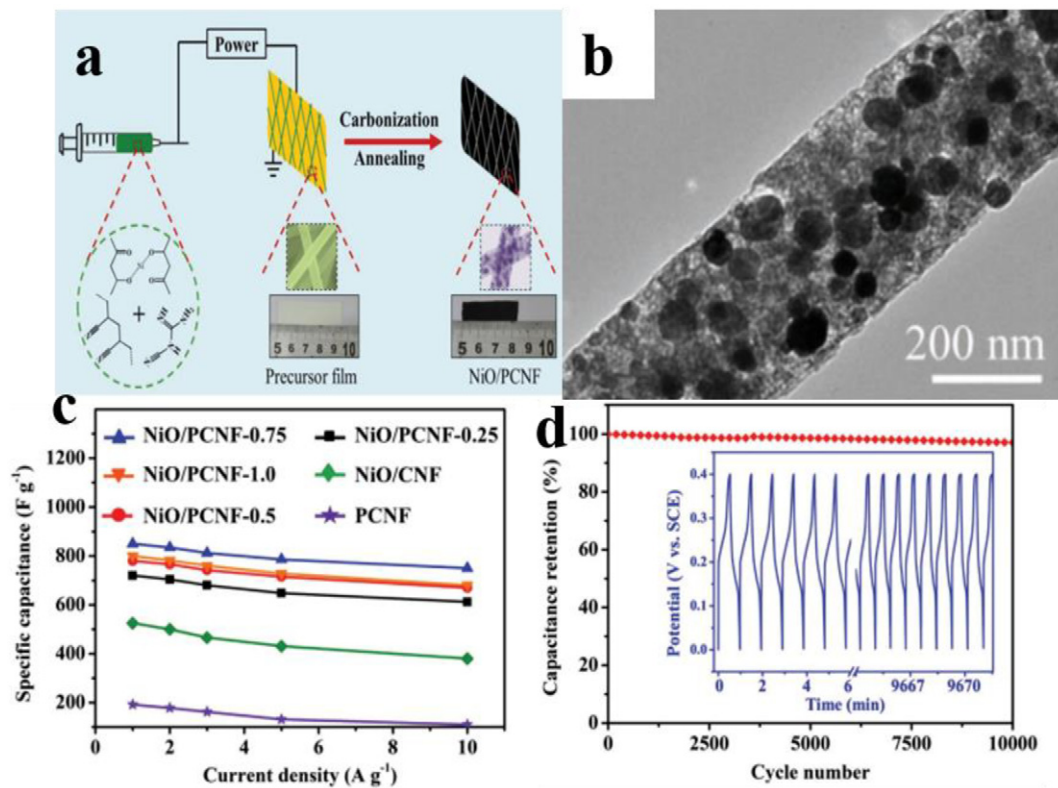 a
Power
Carbonization
Annealing
5 6 7 8 9 10
5 6 7 8 9 10
Precursor film
NiO/PCNF
b
200 nm
c
NiO/PCNF-0.75
NiO/PCNF-0.25
NiO/PCNF-1.0
NiO/CNF
NiO/PCNF-0.5
PCNF
Specific capacitance (F g⁻¹)
1200
1000
800
600
400
200
0 2 4 6 8 10
Current density (A g⁻¹)
d
Capacitance retention (%)
100
80
60
40
20
0
0 2500 5000 7500 10000
Cycle number
Potential (V vs. SCE)
0.4
0.3
0.2
0.1
0.0
0 2 4 6 9667 9670
Time (min)